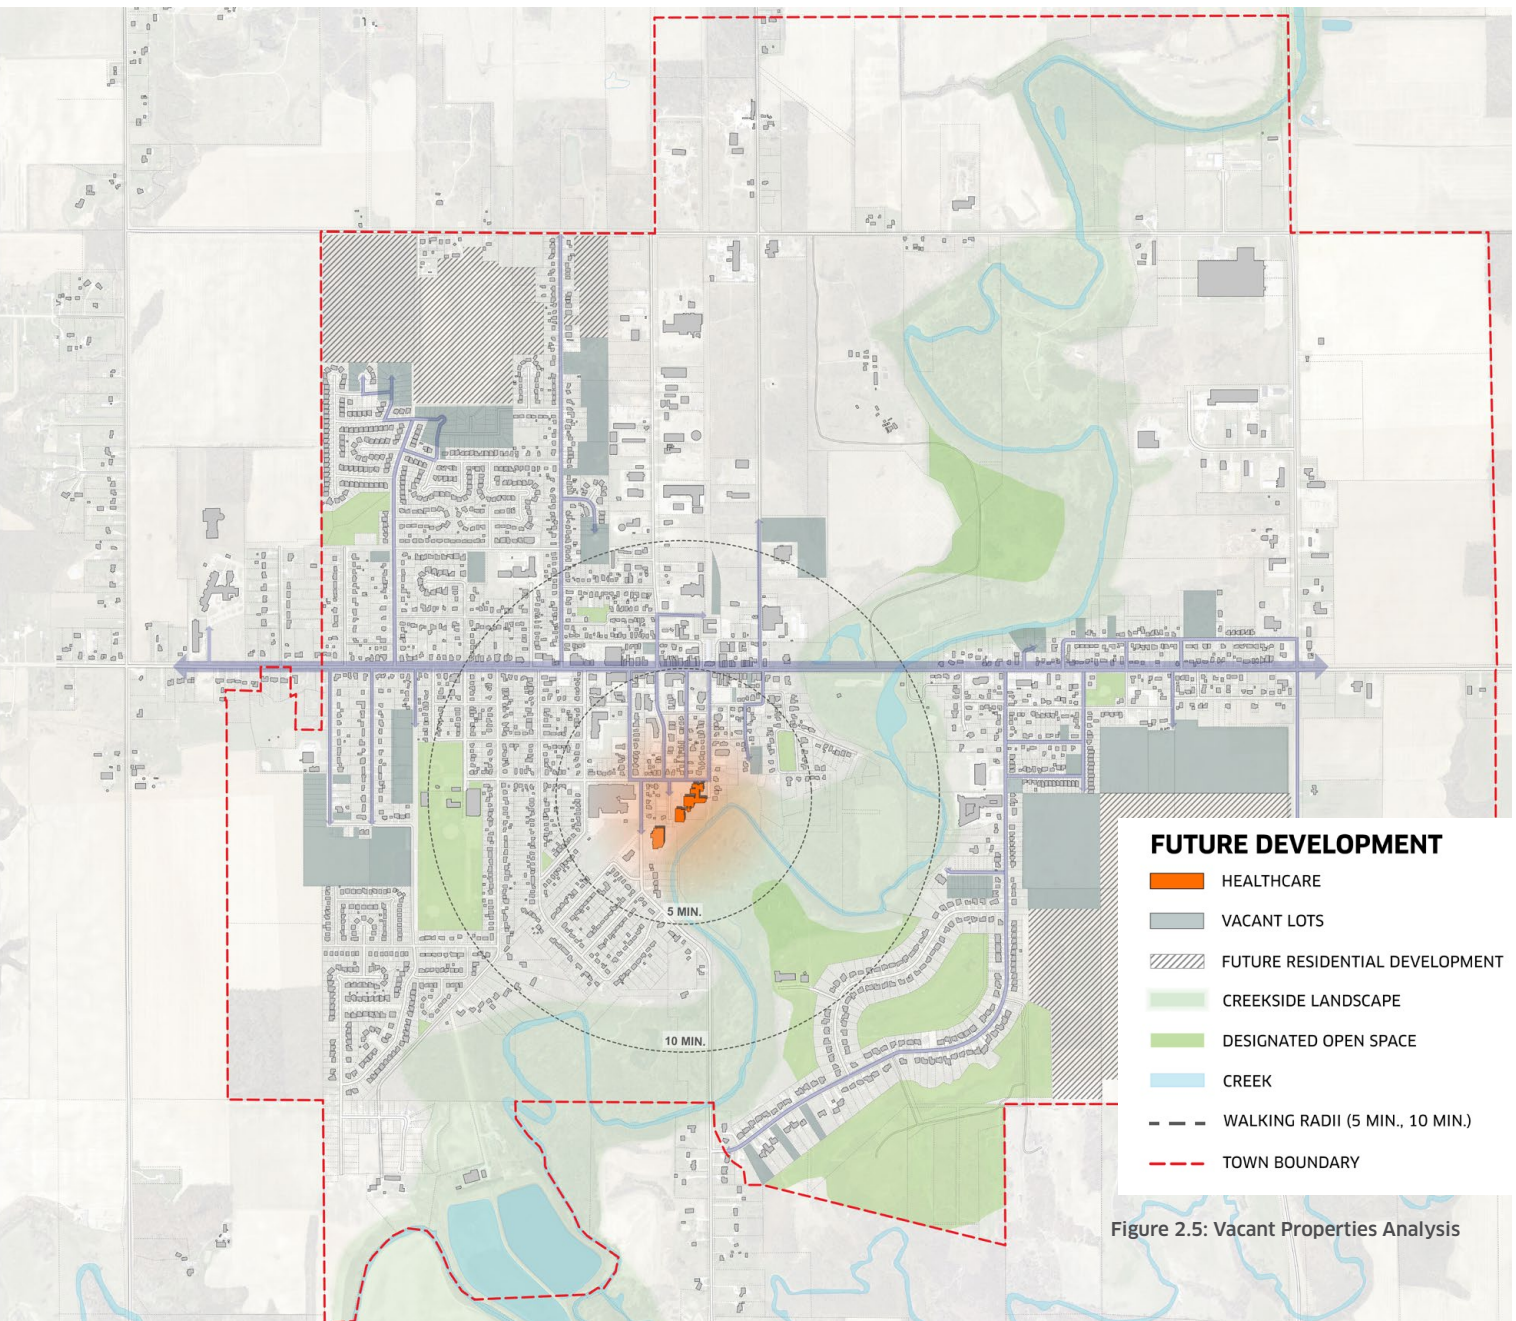 5 MIN.
10 MIN.
FUTURE DEVELOPMENT
HEALTHCARE
VACANT LOTS
FUTURE RESIDENTIAL DEVELOPMENT
CREEKSIDE LANDSCAPE
DESIGNATED OPEN SPACE
CREEK
WALKING RADII (5 MIN., 10 MIN.)
TOWN BOUNDARY
Figure 2.5: Vacant Properties Analysis